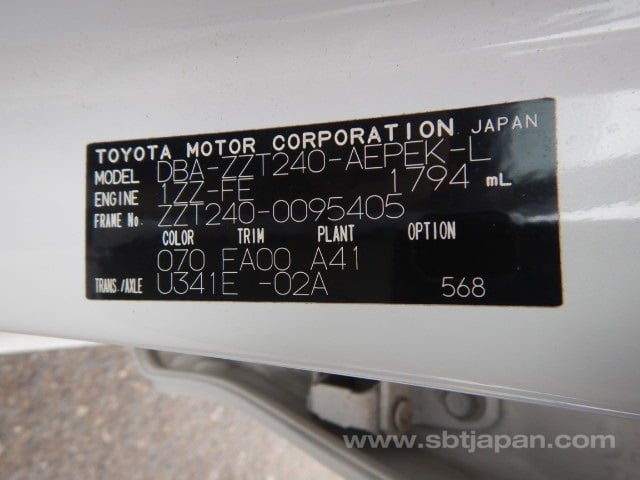 TOYOTA MOTOR CORPORATION JAPAN
MODEL DBA-ZZT240-AEPEK-L
ENGINE 1ZZ-FE 1794 mL
FRAME No. ZZT240-0095405
COLOR TRIM PLANT OPTION
070 FA00 A41
TRANS./AXLE U341E -02A 568
www.sbtjapan.com